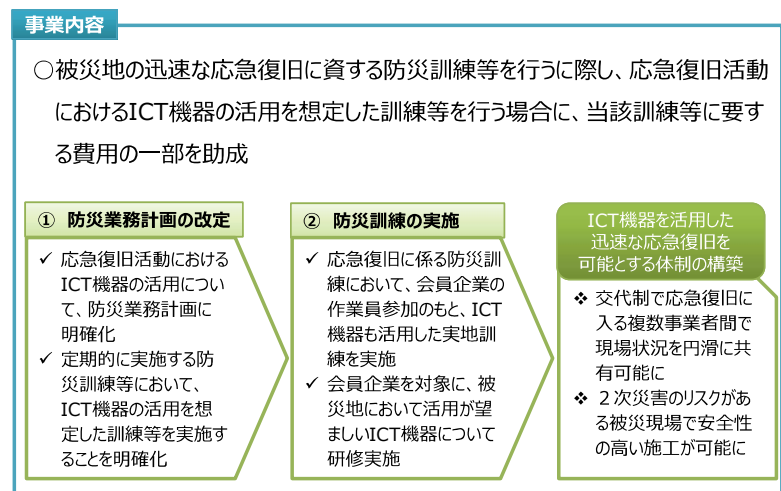 事業内容
○被災地の迅速な応急復旧に資する防災訓練等を行うに際し、応急復旧活動
におけるICT機器の活用を想定した訓練等を行う場合に、当該訓練等に要す
る費用の一部を助成
① 防災業務計画の改定
✓ 応急復旧活動における
ICT機器の活用につい
て、防災業務計画に
明確化
✓ 定期的に実施する防
災訓練等において、
ICT機器の活用を想
定した訓練等を実施す
ることを明確化
② 防災訓練の実施
✓ 応急復旧に係る防災訓
練において、会員企業の
作業員参加のもと、ICT
機器も活用した実地訓
練を実施
✓ 会員企業を対象に、被
災地において活用が望
ましいICT機器について
研修実施
ICT機器を活用した
迅速な応急復旧を
可能とする体制の構築
❖ 交代制で応急復旧に
入る複数事業者間で
現場状況を円滑に共
有可能に
❖ ２次災害のリスクがあ
る被災現場で安全性
の高い施工が可能に